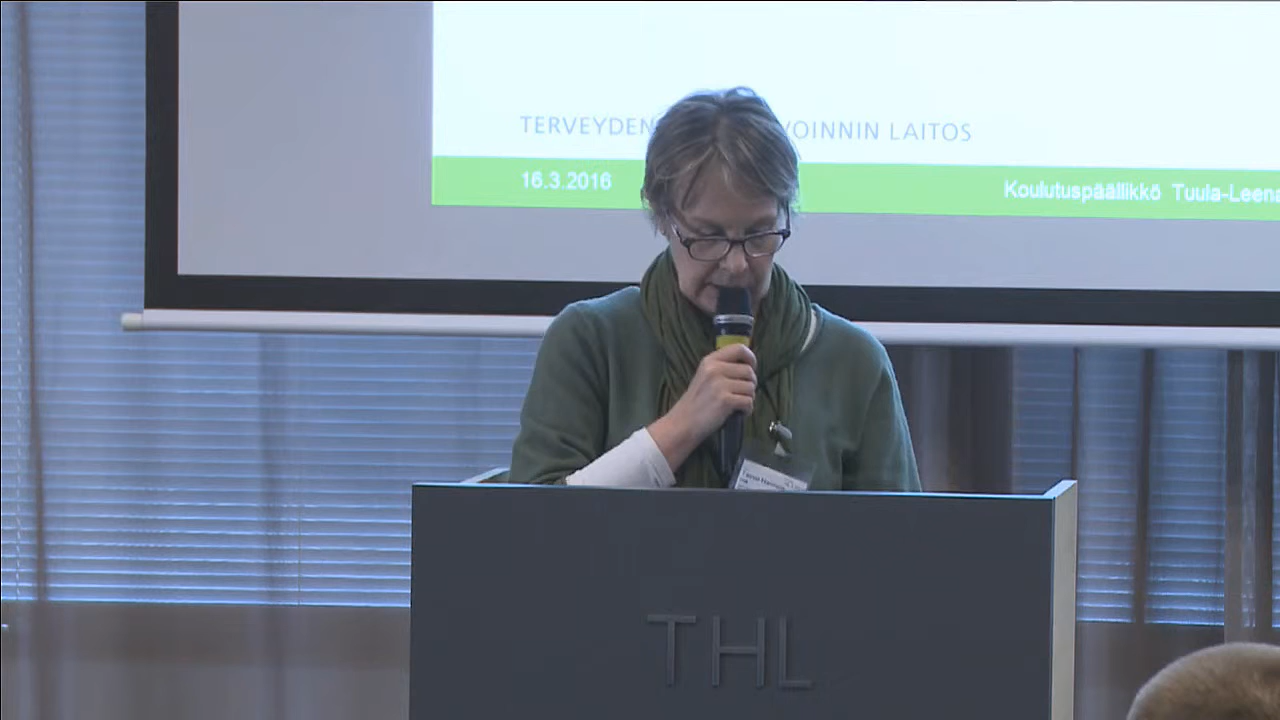 TERVEYDEN VOINNIN LAITOS
16.3.2016
Koulutuspäällikkö Tuula-Leena
THL